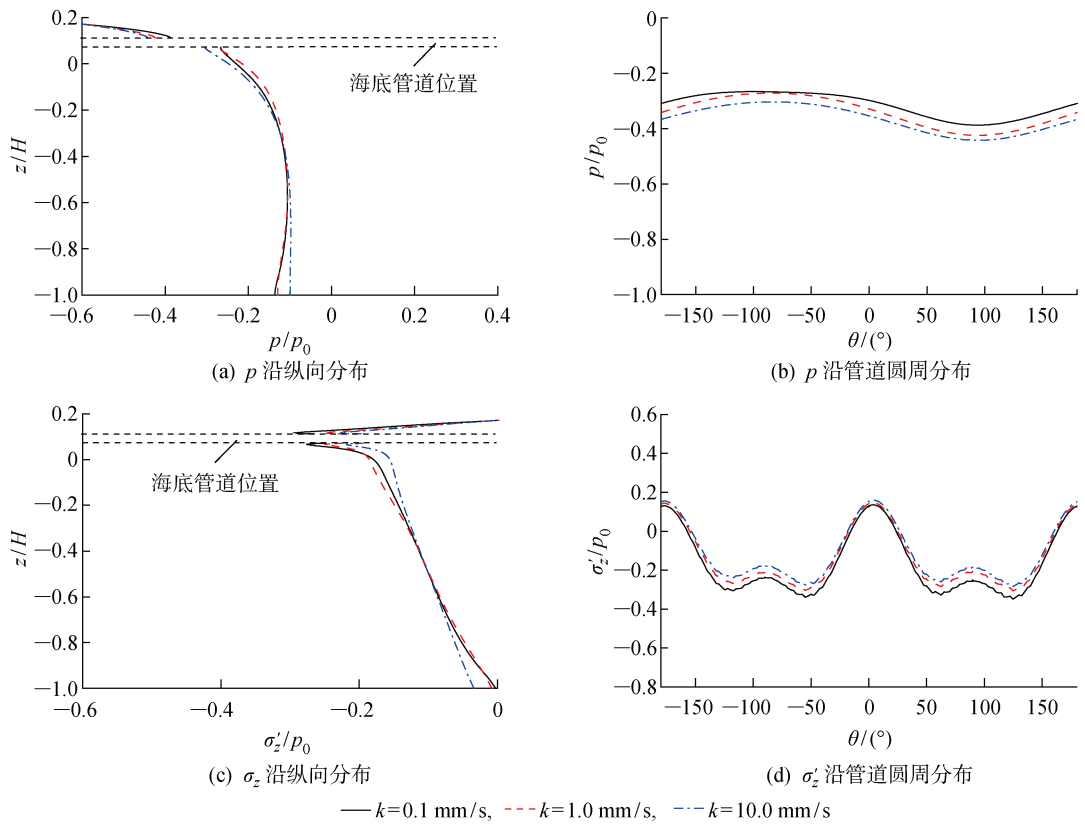 0.2
0
−0.2
−0.4
−0.6
−0.8
−1.0
z/H
海底管道位置
−0.6 −0.4 −0.2 0 0.2 0.4
p/p₀
(a) p 沿纵向分布
0
−0.2
−0.4
−0.6
−0.8
−1.0
p/p₀
−150 −100 −50 0 50 100 150
θ/(°)
(b) p 沿管道圆周分布
0.2
0
−0.2
−0.4
−0.6
−0.8
−1.0
z/H
海底管道位置
−0.6 −0.4 −0.2 0
σ′z/p₀
(c) σz 沿纵向分布
0.6
0.4
0.2
0
−0.2
−0.4
−0.6
−0.8
σ′z/p₀
−150 −100 −50 0 50 100 150
θ/(°)
(d) σ′z 沿管道圆周分布
k=0.1 mm/s, k=1.0 mm/s, k=10.0 mm/s